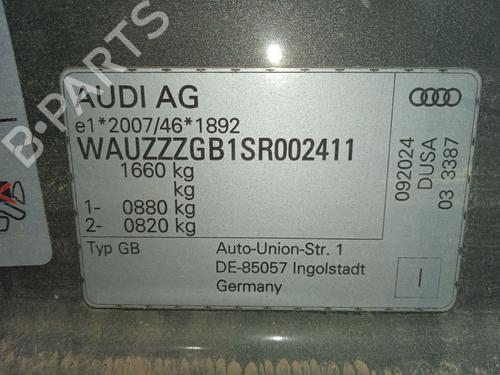 AUDI AG
e1*2007/46*1892
WAUZZZGB1SR002411
1660 kg
kg
1- 0880 kg
2- 0820 kg
Typ GB
Auto-Union-Str. 1
DE-85057 Ingolstadt
Germany
092024
DUSA
03 3387
I
B-PARTS